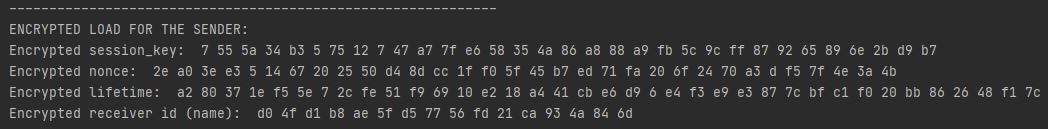 ------------------------------------------------------------
ENCRYPTED LOAD FOR THE SENDER:
Encrypted session_key:  7 55 5a 34 b3 5 75 12 7 47 a7 7f e6 58 35 4a 86 a8 88 a9 fb 5c 9c ff 87 92 65 89 6e 2b d9 b7
Encrypted nonce:  2e a0 3e e3 5 14 67 20 25 50 d4 8d cc 1f f0 5f 45 b7 ed 71 fa 20 6f 24 70 a3 d f5 7f 4e 3a 4b
Encrypted lifetime:  a2 80 37 1e f5 5e 7 2c fe 51 f9 69 10 e2 18 a4 41 cb e6 d9 6 e4 f3 e9 e3 87 7c bf c1 f0 20 bb 86 26 48 f1 7c
Encrypted receiver id (name):  d0 4f d1 b8 ae 5f d5 77 56 fd 21 ca 93 4a 84 6d